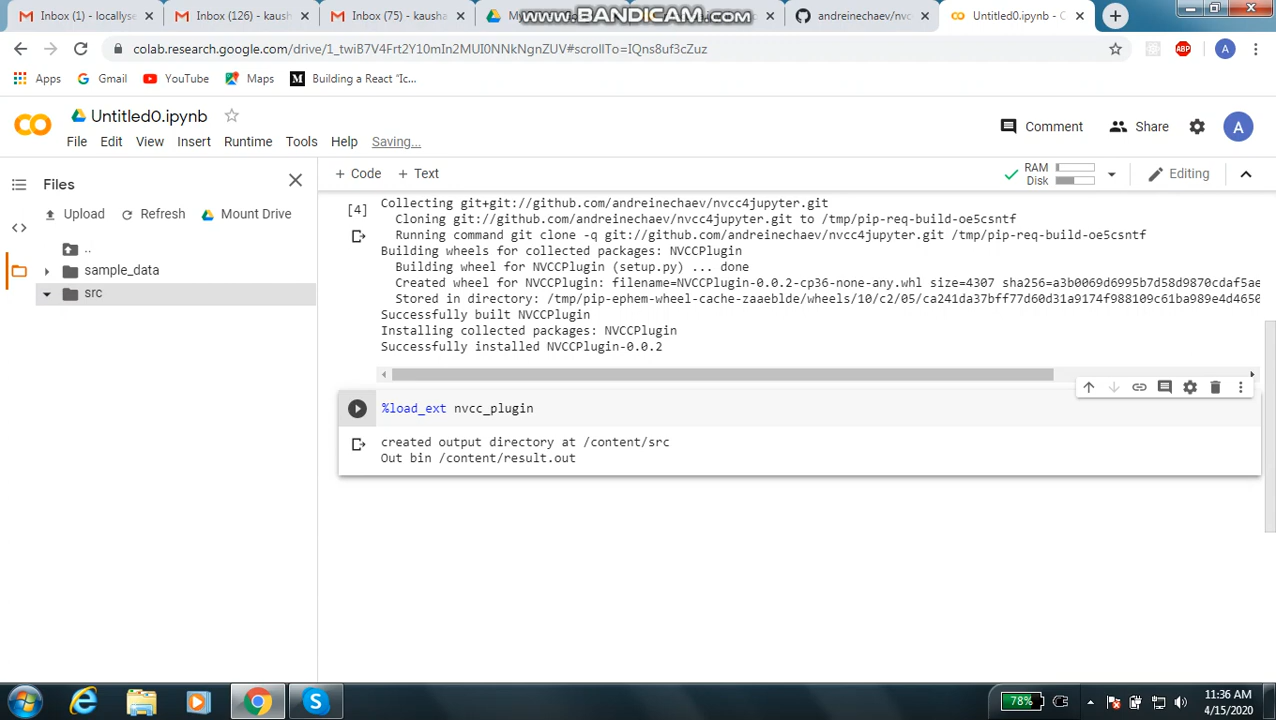 Inbox (1) - locallyse
Inbox (126) - kaush
Inbox (75) - kausha
My
www.BANDICAM.com
andreinechaev/nvc
Untitled0.ipynb - C
colab.research.google.com/drive/1_twiB7V4Frt2Y10mIn2MUI0NNkNgnZUV#scrollTo=IQns8uf3cZuz
ABP
A
Apps
Gmail
YouTube
Maps
Building a React "Ic...
Untitled0.ipynb
Comment
Share
A
File Edit View Insert Runtime Tools Help Saving...
Files
+ Code + Text
RAM
Disk
Editing
Upload Refresh Mount Drive
..
sample_data
src
[4]
Collecting git+git://github.com/andreinechaev/nvcc4jupyter.git
Cloning git://github.com/andreinechaev/nvcc4jupyter.git to /tmp/pip-req-build-oe5csntf
Running command git clone -q git://github.com/andreinechaev/nvcc4jupyter.git /tmp/pip-req-build-oe5csntf
Building wheels for collected packages: NVCCPlugin
Building wheel for NVCCPlugin (setup.py) ... done
Created wheel for NVCCPlugin: filename=NVCCPlugin-0.0.2-cp36-none-any.whl size=4307 sha256=a3b0069d6995b7d58d9870cdaf5ae
Stored in directory: /tmp/pip-ephem-wheel-cache-zaaeblde/wheels/10/c2/05/ca241da37bff77d60d31a9174f988109c61ba989e4d4650
Successfully built NVCCPlugin
Installing collected packages: NVCCPlugin
Successfully installed NVCCPlugin-0.0.2
%load_ext nvcc_plugin
created output directory at /content/src
Out bin /content/result.out
78%
11:36 AM
4/15/2020